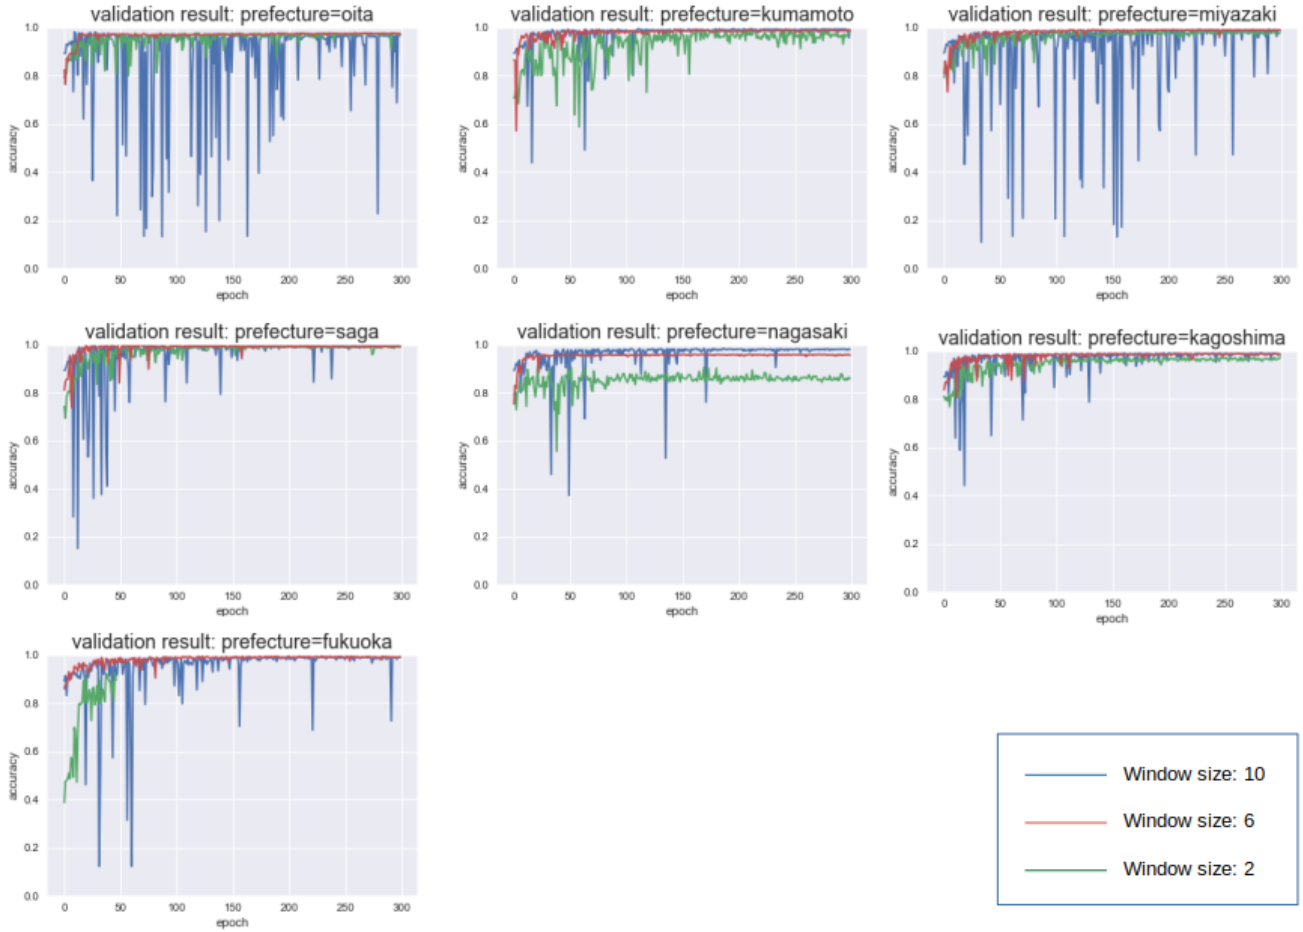 validation result: prefecture=oita
1.0
0.8
0.6
0.4
0.2
0.0
accuracy
0 50 100 150 200 250 300
epoch
validation result: prefecture=kumamoto
1.0
0.8
0.6
0.4
0.2
0.0
accuracy
0 50 100 150 200 250 300
epoch
validation result: prefecture=miyazaki
1.0
0.8
0.6
0.4
0.2
0.0
accuracy
0 50 100 150 200 250 300
epoch
validation result: prefecture=saga
1.0
0.8
0.6
0.4
0.2
0.0
accuracy
0 50 100 150 200 250 300
epoch
validation result: prefecture=nagasaki
1.0
0.8
0.6
0.4
0.2
0.0
accuracy
0 50 100 150 200 250 300
epoch
validation result: prefecture=kagoshima
1.0
0.8
0.6
0.4
0.2
0.0
accuracy
0 50 100 150 200 250 300
epoch
validation result: prefecture=fukuoka
1.0
0.8
0.6
0.4
0.2
0.0
accuracy
0 50 100 150 200 250 300
epoch
Window size: 10
Window size: 6
Window size: 2